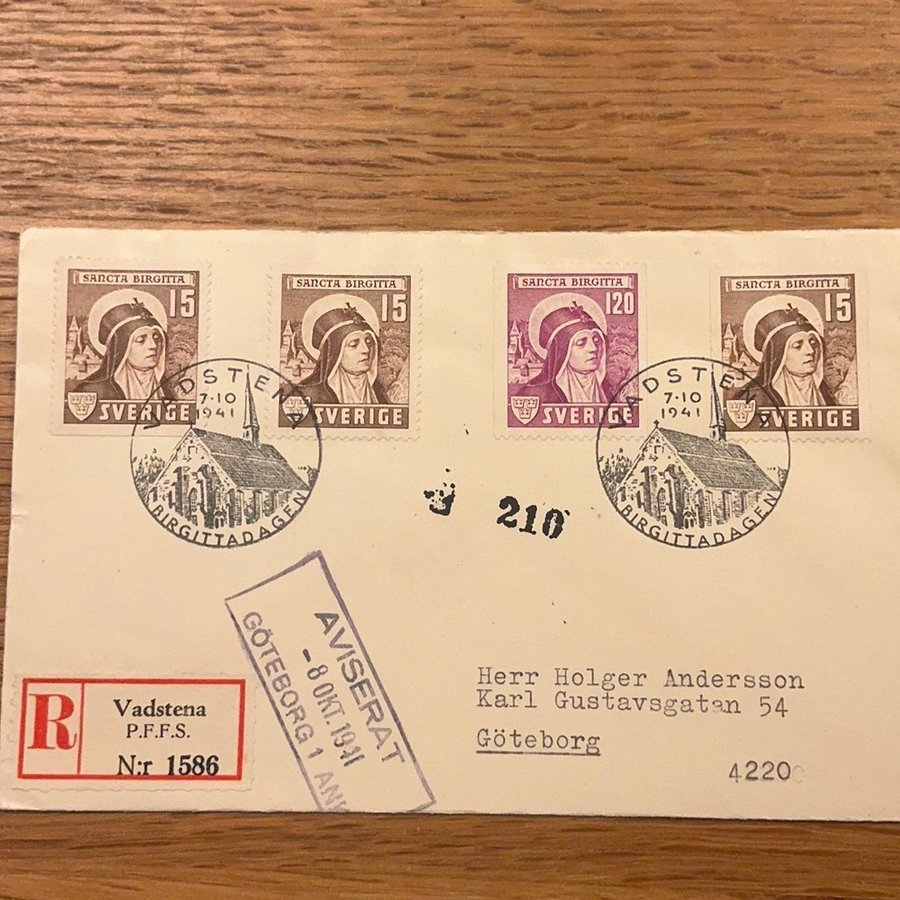 SANCTA BIRGITTA
15
SVERIGE
SANCTA BIRGITTA
15
SVERIGE
SANCTA BIRGITTA
120
SVERIGE
SANCTA BIRGITTA
15
SVERIGE
VADSTENA
7·10
1941
BIRGITTADAGEN
VADSTENA
7·10
1941
BIRGITTADAGEN
210
AVISERAT
-8 OKT. 1941
GÖTEBORG 1 ANK
R
Vadstena
P.F.F.S.
N:r 1586
Herr Holger Andersson
Karl Gustavsgatan 54
Göteborg
4220